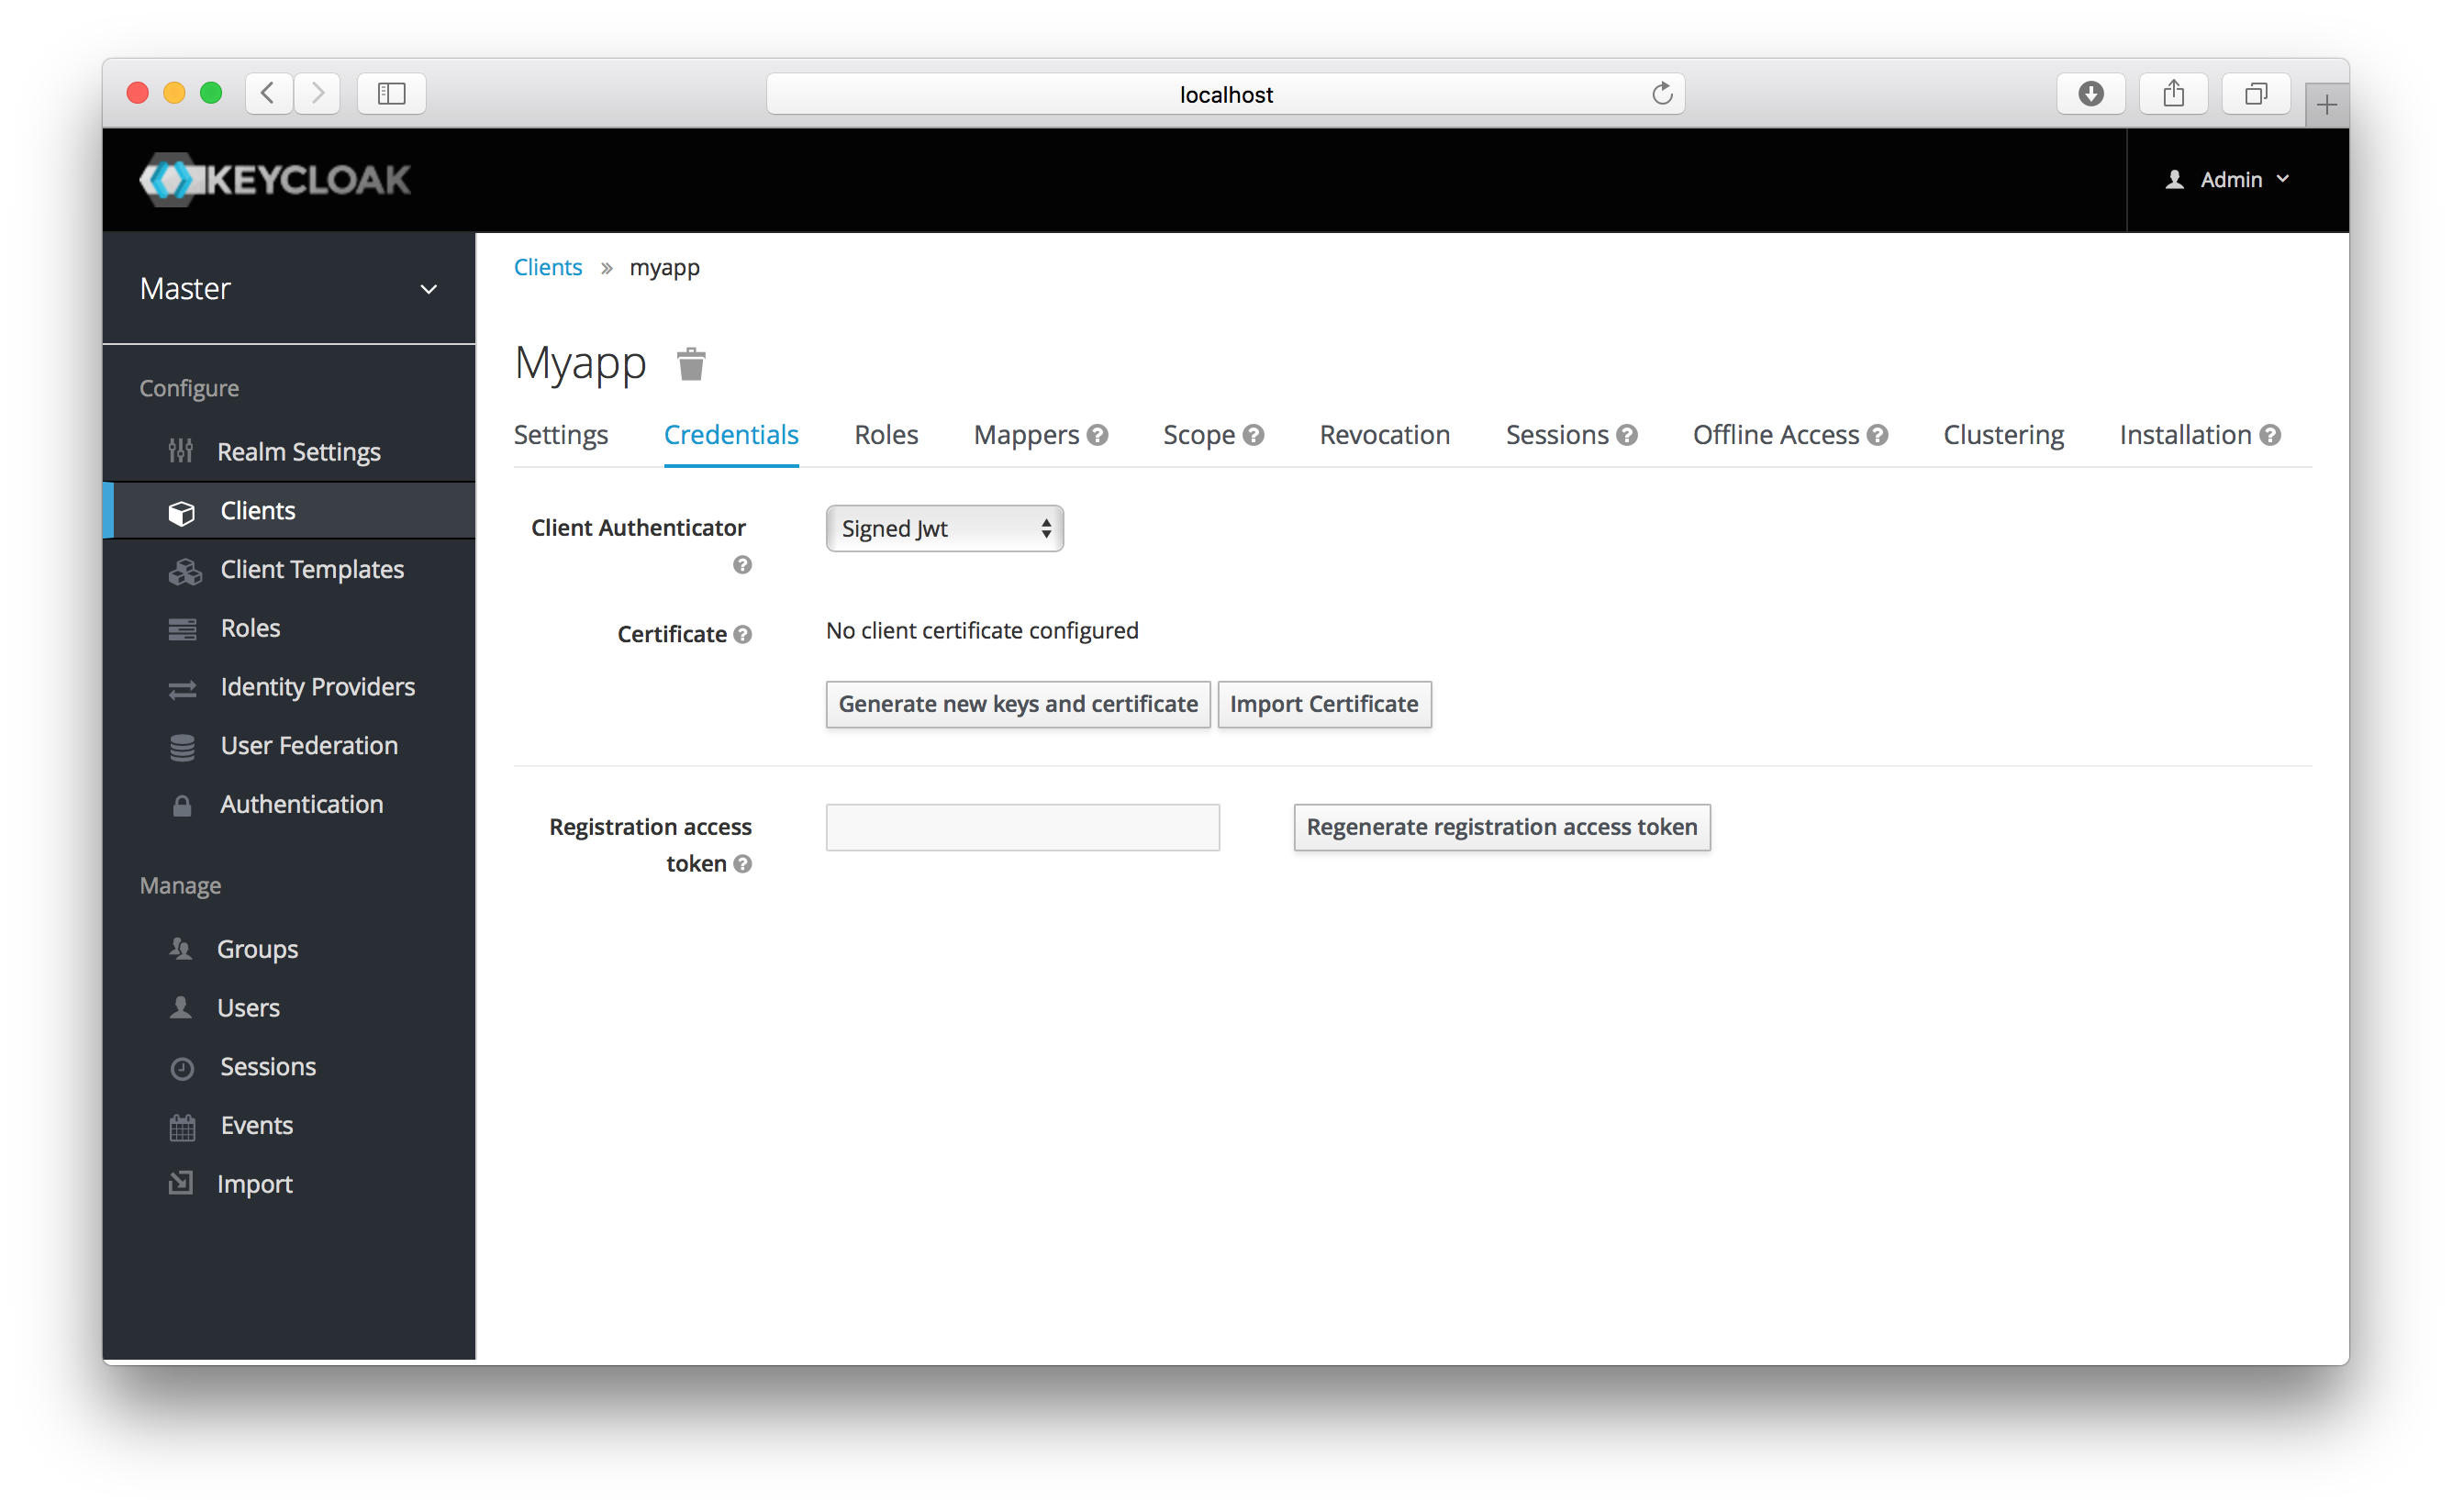 localhost
KEYCLOAK
Admin
Master
Configure
Realm Settings
Clients
Client Templates
Roles
Identity Providers
User Federation
Authentication
Manage
Groups
Users
Sessions
Events
Import
Clients » myapp
Myapp
Settings Credentials Roles Mappers Scope Revocation Sessions Offline Access Clustering Installation
Client Authenticator Signed Jwt
Certificate No client certificate configured
Generate new keys and certificate Import Certificate
Registration access token Regenerate registration access token